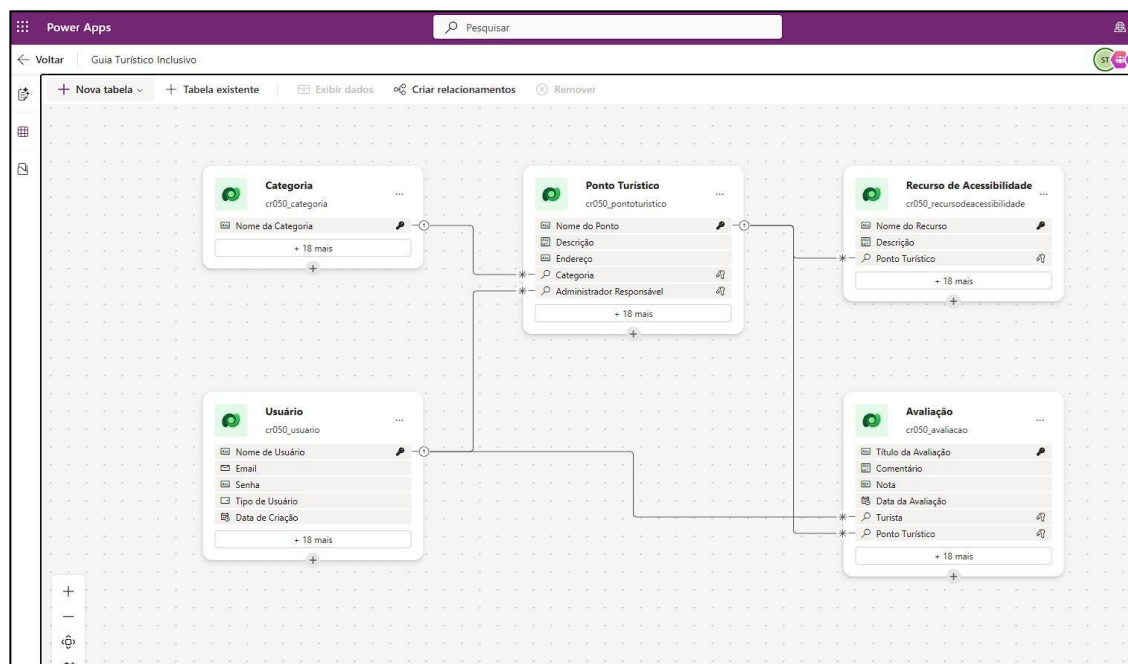 Power Apps
Pesquisar
Voltar
Guia Turístico Inclusivo
ST
Nova tabela
Tabela existente
Exibir dados
Criar relacionamentos
Remover
Categoria
cr050_categoria
Nome da Categoria
+ 18 mais
Ponto Turístico
cr050_pontoturistico
Nome do Ponto
Descrição
Endereço
Categoria
Administrador Responsável
+ 18 mais
Recurso de Acessibilidade
cr050_recursodeacessibilidade
Nome do Recurso
Descrição
Ponto Turístico
+ 18 mais
Usuário
cr050_usuario
Nome de Usuário
Email
Senha
Tipo de Usuário
Data de Criação
+ 18 mais
Avaliação
cr050_avaliacao
Título da Avaliação
Comentário
Nota
Data da Avaliação
Turista
Ponto Turístico
+ 18 mais